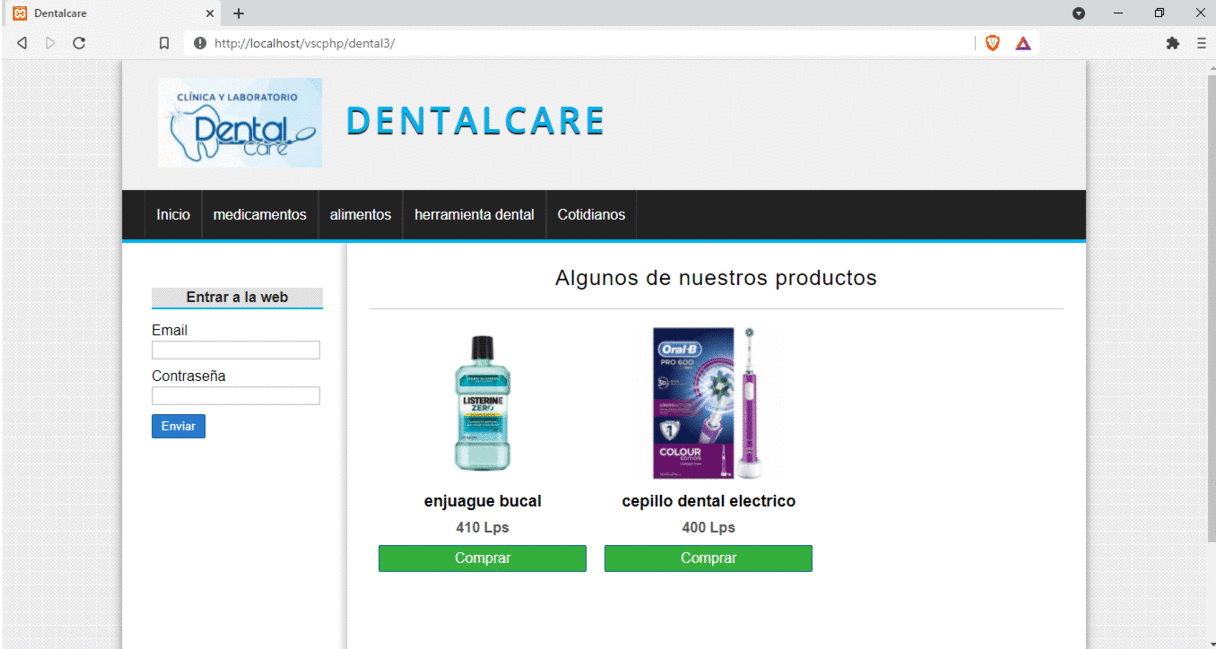 Dentalcare
http://localhost/vscphp/dental3/
CLÍNICA Y LABORATORIO
Dental
care
DENTALCARE
Inicio
medicamentos
alimentos
herramienta dental
Cotidianos
Entrar a la web
Email
Contraseña
Enviar
Algunos de nuestros productos
LISTERINE
ZERO
enjuague bucal
410 Lps
Comprar
Oral-B
PRO 600
COLOUR
EDITION
cepillo dental electrico
400 Lps
Comprar